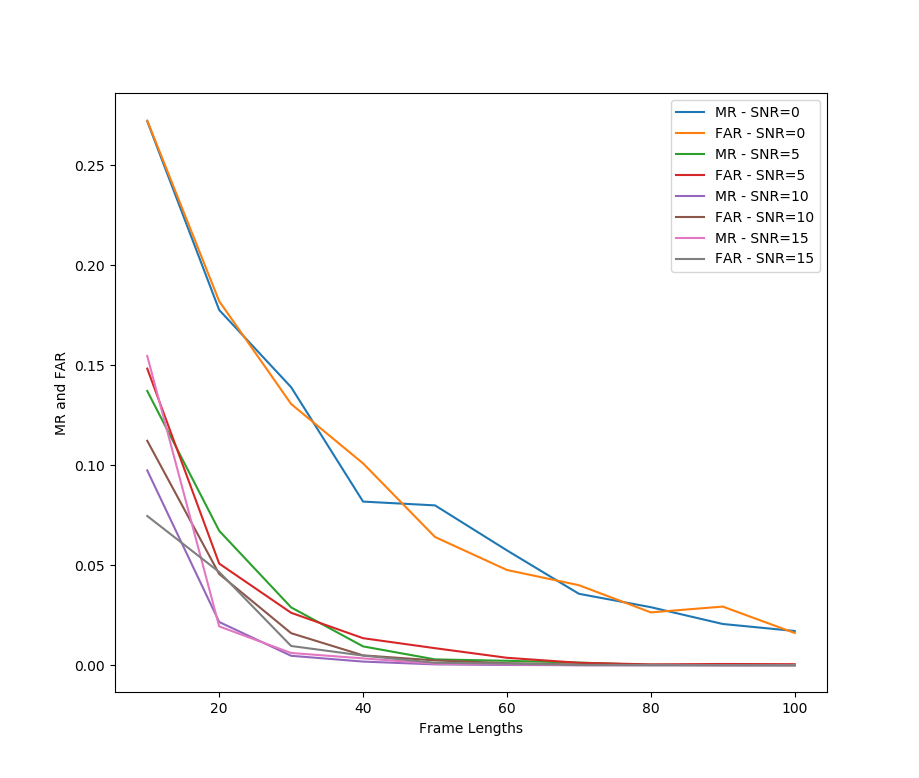 MR - SNR=0
FAR - SNR=0
MR - SNR=5
FAR - SNR=5
MR - SNR=10
FAR - SNR=10
MR - SNR=15
FAR - SNR=15
0.25
0.20
0.15
0.10
0.05
0.00
MR and FAR
20 40 60 80 100
Frame Lengths